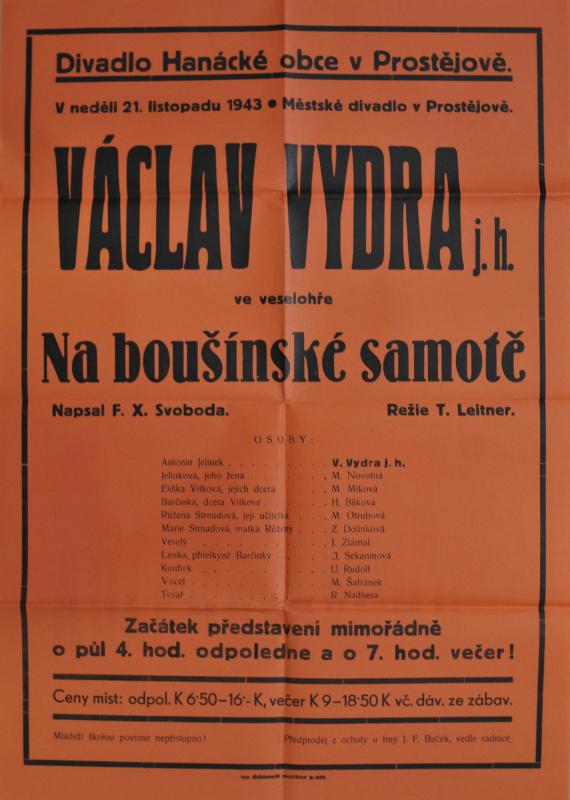 Divadlo Hanácké obce v Prostějově.
V neděli 21. listopadu 1943 ● Městské divadlo v Prostějově.
VÁCLAV VYDRA j. h.
ve veselohře
Na boušínské samotě
Napsal F. X. Svoboda. Režie T. Leitner.
OSOBY:
Antonín Jelínek . . . . . . . . V. Vydra j. h.
Jelínková, jeho žena . . . . . . . M. Novotná
Eliška Vítková, jejich dcera . . . . M. Miková
Barčinka, dcera Vítkové . . . . . H. Bílková
Růžena Strnadová, její učitelka . . . M. Otrubová
Marie Strnadová, matka Růženy . . . Z. Dolínková
Veselý . . . . . . . . . . J. Zlámal
Lenka, přítelkyně Barčinky . . . . J. Sekaninová
Koubek . . . . . . . . . . U. Rudolf
Vocel . . . . . . . . . . M. Šafránek
Tesař . . . . . . . . . . R. Nádhera
Začátek představení mimořádně
o půl 4. hod. odpoledne a o 7. hod. večer!
Ceny míst: odpol. K 6·50–16·- K, večer K 9–18·50 K vč. dáv. ze zábav.
Mládeži školou povinné nepřístupno! Předprodej z ochoty u fmy J. F. Buček, vedle radnice.